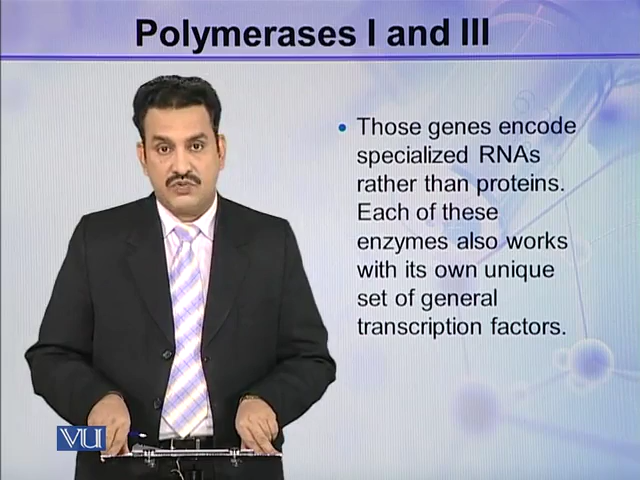 Polymerases I and III
• Those genes encode
specialized RNAs
rather than proteins.
Each of these
enzymes also works
with its own unique
set of general
transcription factors.
VU